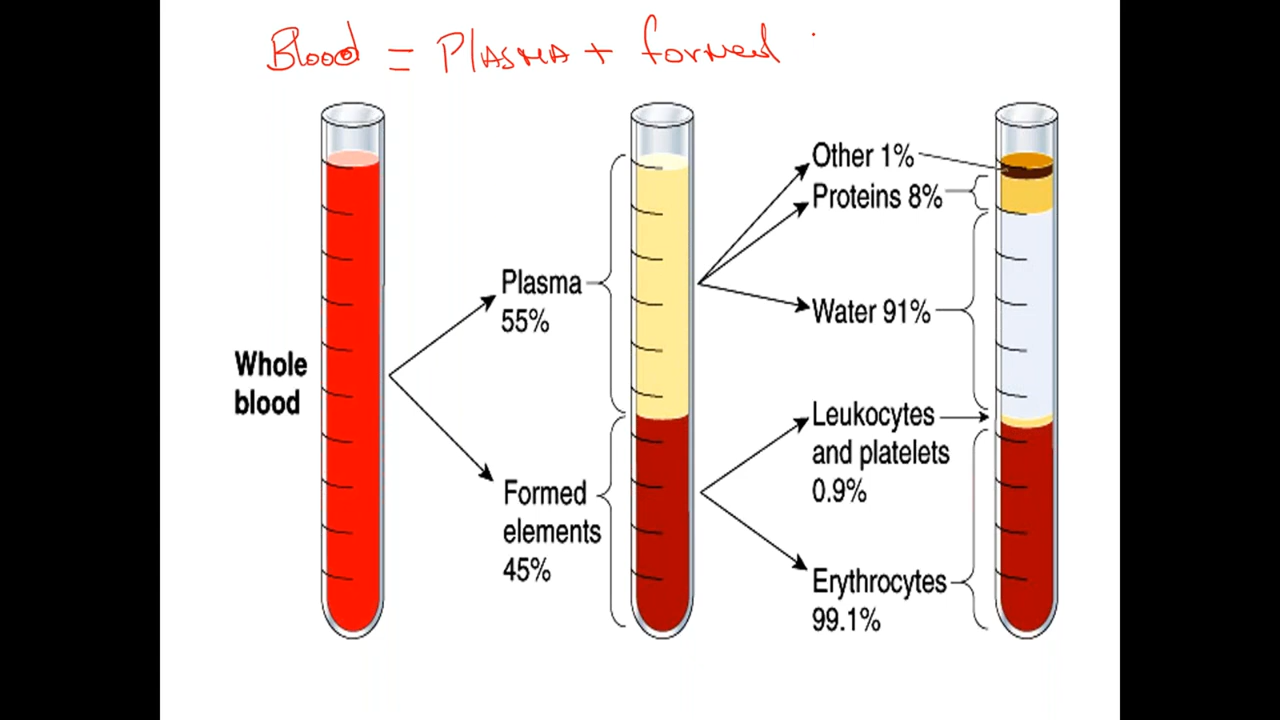 Blood = PLASMA + formed
Whole
blood
Plasma
55%
Formed
elements
45%
Other 1%
Proteins 8%
Water 91%
Leukocytes
and platelets
0.9%
Erythrocytes
99.1%